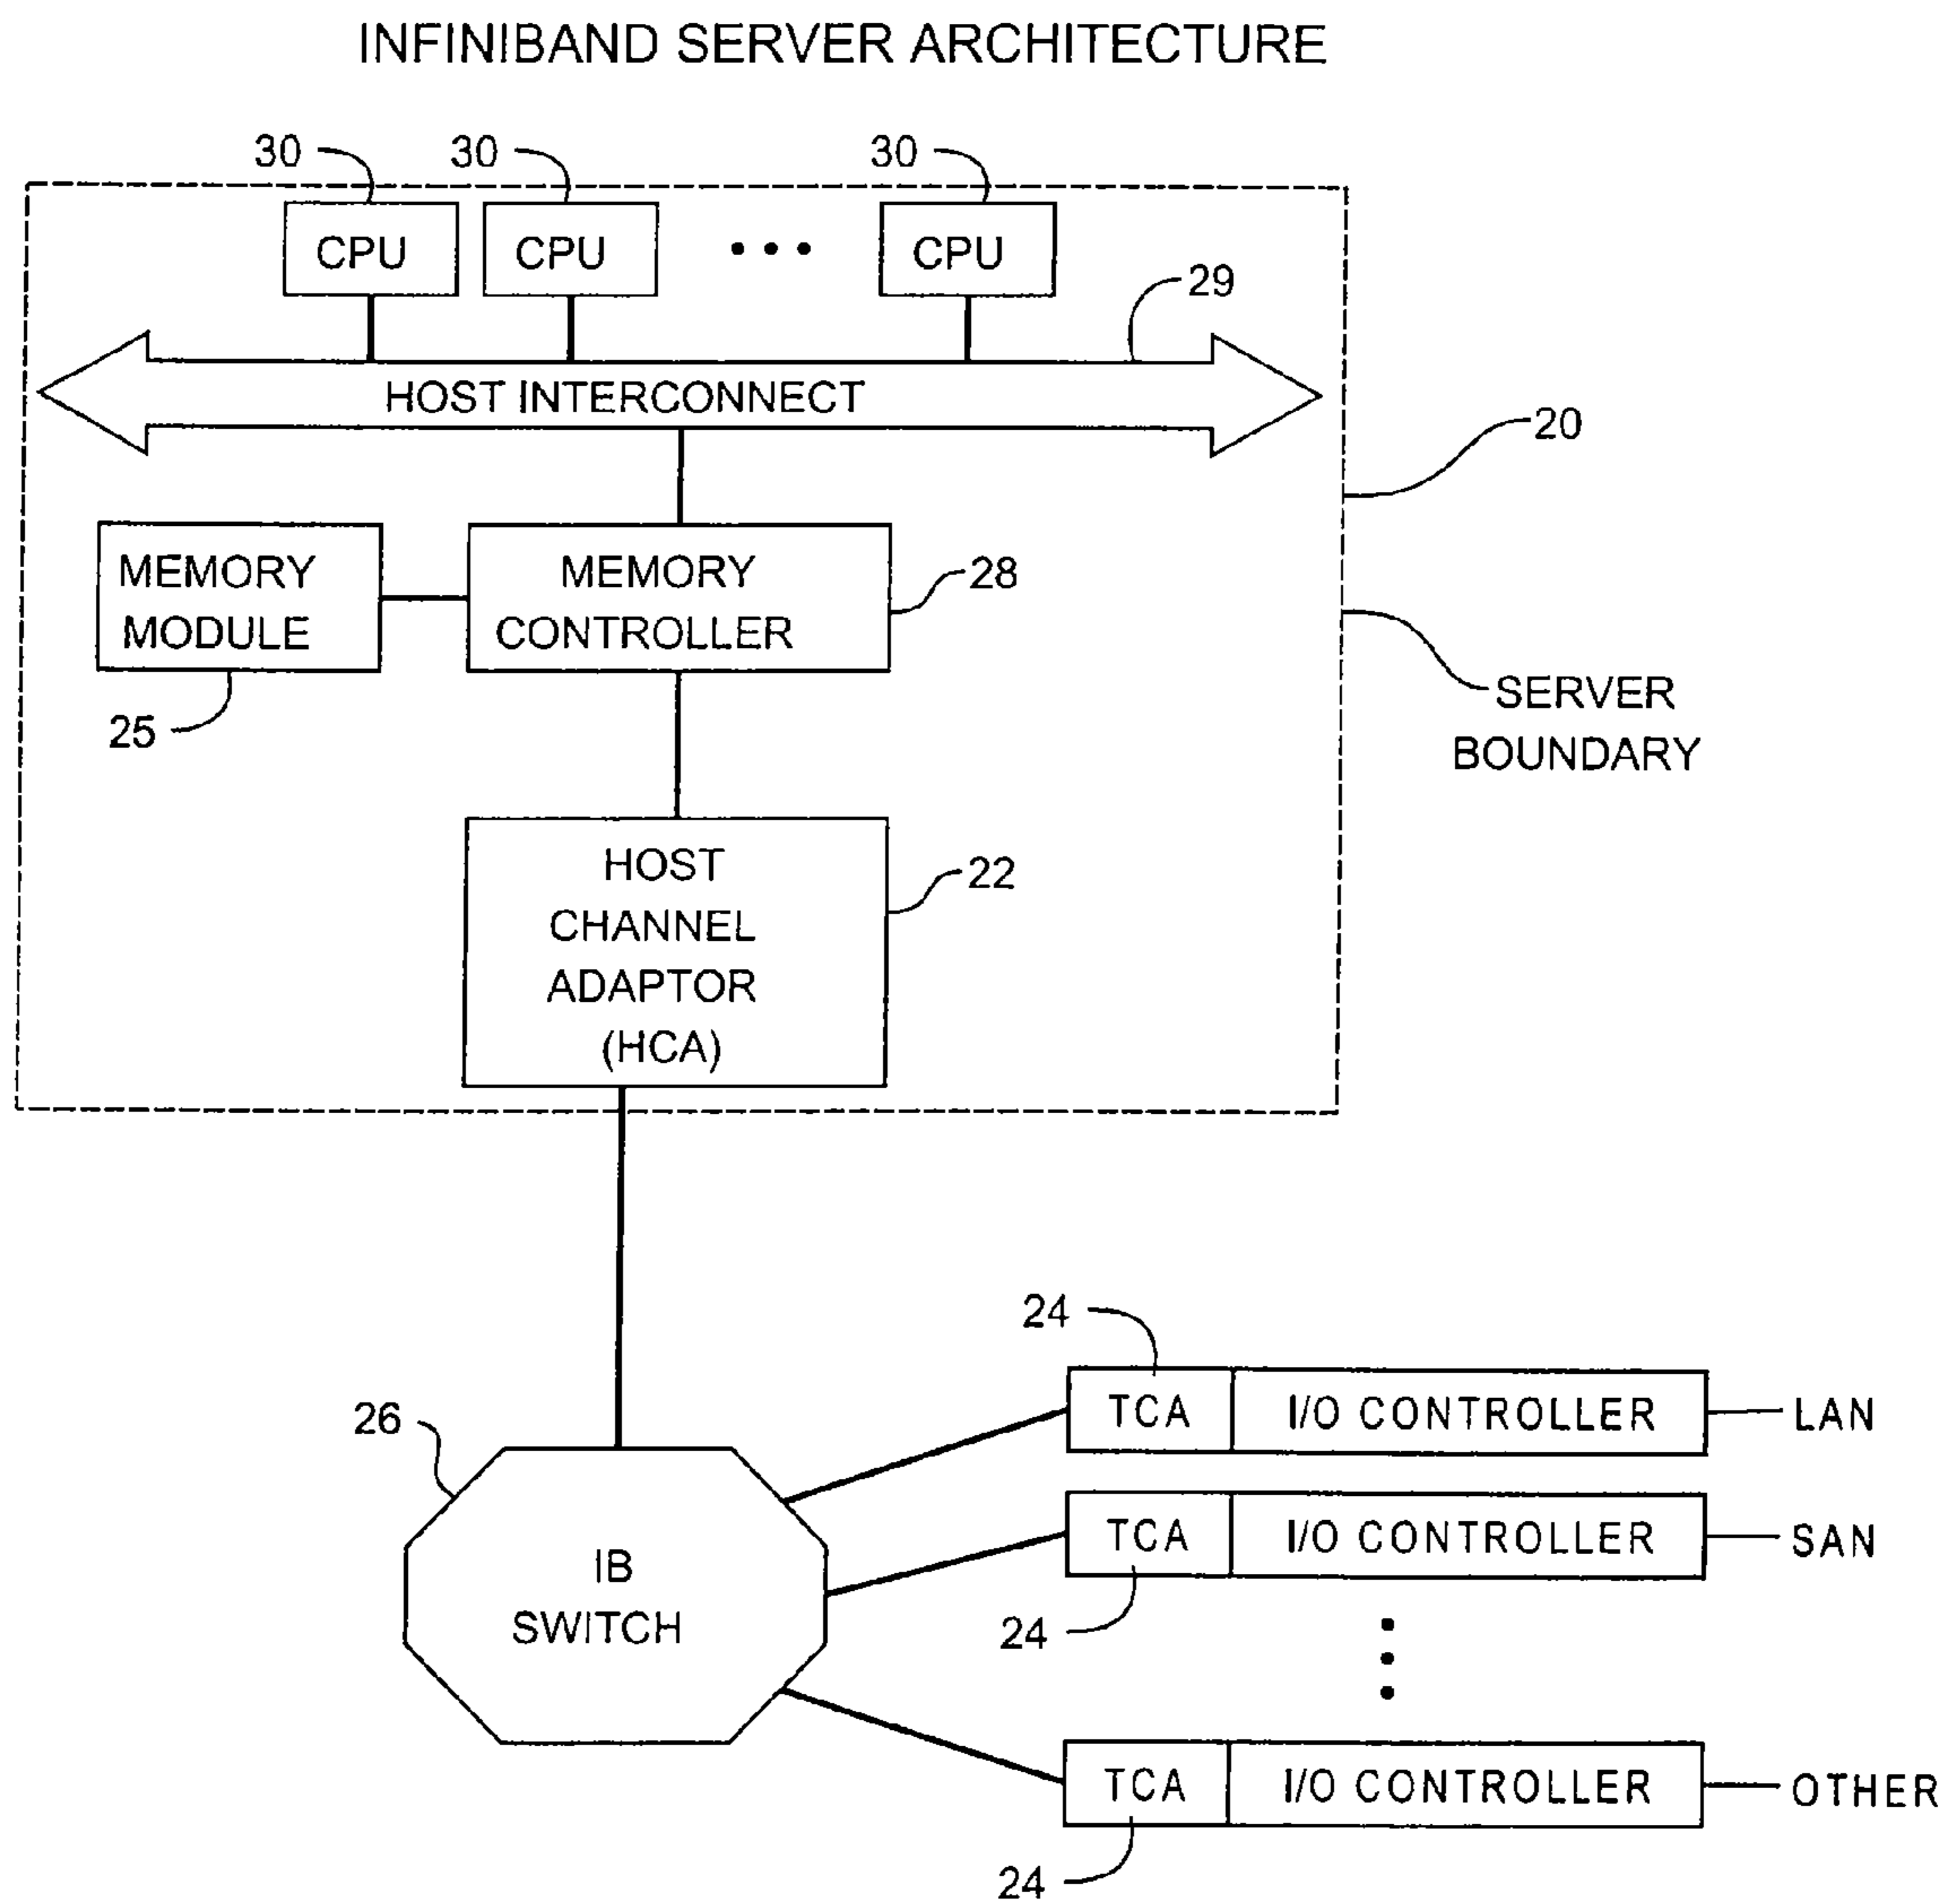 INFINIBAND SERVER ARCHITECTURE
30 30 30
CPU CPU CPU
29
HOST INTERCONNECT
20
MEMORY
MODULE
MEMORY
CONTROLLER
28
25
SERVER
BOUNDARY
HOST
CHANNEL
ADAPTOR
(HCA)
22
24
26
TCA I/O CONTROLLER LAN
TCA I/O CONTROLLER SAN
24
IB
SWITCH
TCA I/O CONTROLLER OTHER
24